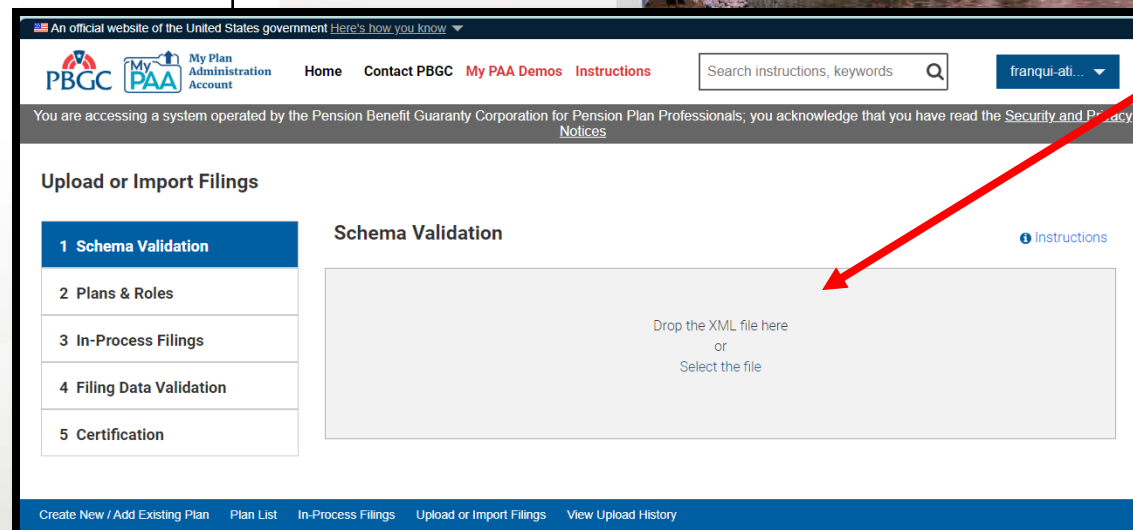 An official website of the United States government Here's how you know
PBGC My PAA My Plan Administration Account Home Contact PBGC My PAA Demos Instructions Search instructions, keywords franqui-ati...
You are accessing a system operated by the Pension Benefit Guaranty Corporation for Pension Plan Professionals; you acknowledge that you have read the Security and Privacy
Notices
Upload or Import Filings
1 Schema Validation
2 Plans & Roles
3 In-Process Filings
4 Filing Data Validation
5 Certification
Schema Validation
Instructions
Drop the XML file here
or
Select the file
Create New / Add Existing Plan Plan List In-Process Filings Upload or Import Filings View Upload History